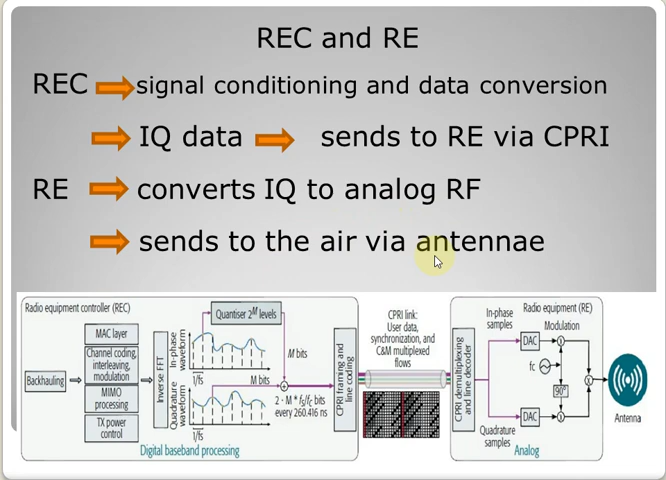 REC and RE
REC signal conditioning and data conversion
IQ data sends to RE via CPRI
RE converts IQ to analog RF
sends to the air via antennae
Radio equipment controller (REC)
Backhauling
MAC layer
Channel coding,
interleaving,
modulation
MIMO
processing
TX power
control
Inverse FFT
In-phase
waveform
Quadrature
waveform
Quantiser 2^M levels
M bits
1/fs
M bits
1/fs
2 · M * fs/fc bits
every 260.416 ns
Digital baseband processing
CPRI framing and
line coding
CPRI link:
User data,
synchronization, and
C&M multiplexed
flows
CPRI demultiplexing
and line decoder
In-phase
samples
Radio equipment (RE)
DAC
Modulation
fc
90°
DAC
Quadrature
samples
Analog
Antenna